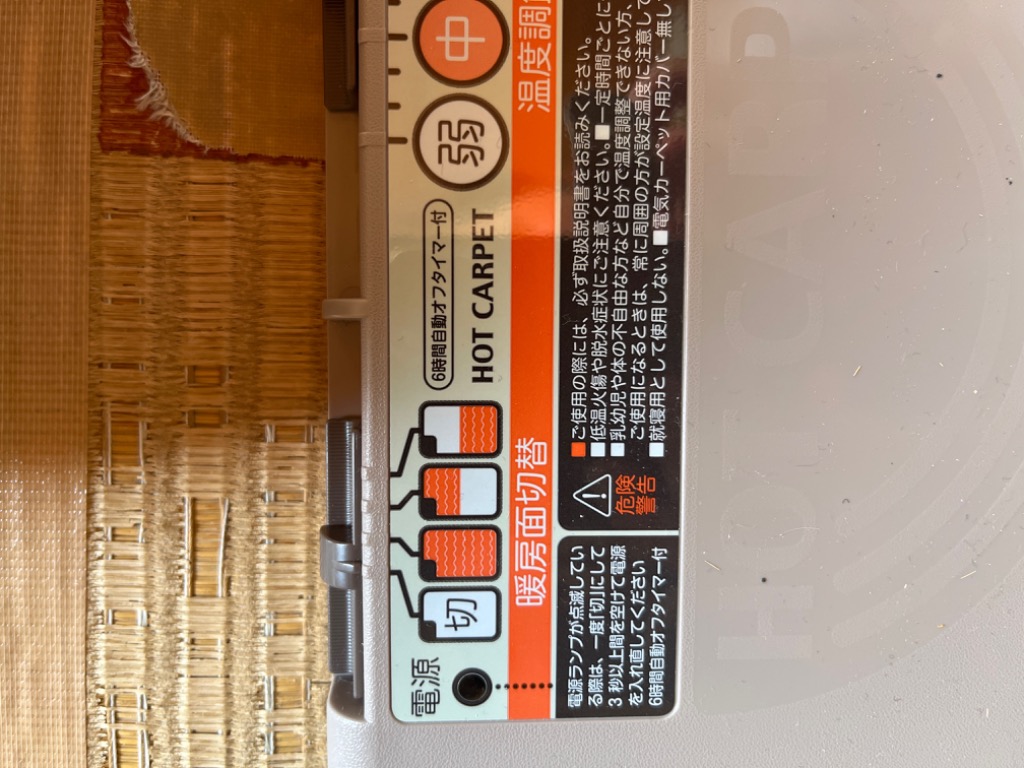 電源
切
6時間自動オフタイマー付
HOT CARPET
弱
中
暖房面切替
温度調
電源ランプが点滅してい
る際は、一度「切」にして
3秒以上間を空けて電源
を入れ直してください
6時間自動オフタイマー付
危険
警告
■ご使用の際には、必ず取扱説明書をお読みください。
■低温火傷や脱水症状にご注意ください。■一定時間ごとに
■乳幼児や体の不自由な方など自分で温度調整できない方、
ご使用になるときは、常に周囲の方が設定温度に注意して
■就寝用として使用しない。■電気カーペット用カバー無し
HOT CARP